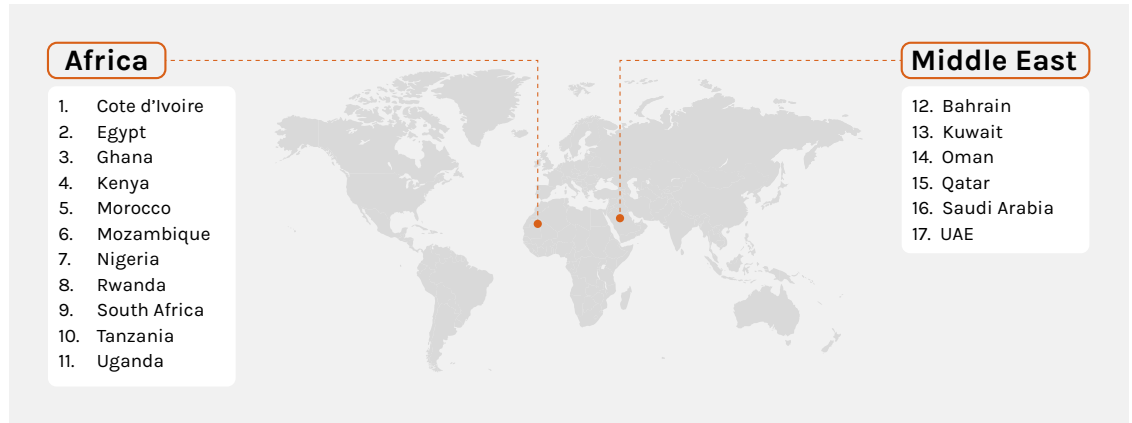 Africa
1. Cote d’Ivoire
2. Egypt
3. Ghana
4. Kenya
5. Morocco
6. Mozambique
7. Nigeria
8. Rwanda
9. South Africa
10. Tanzania
11. Uganda
Middle East
12. Bahrain
13. Kuwait
14. Oman
15. Qatar
16. Saudi Arabia
17. UAE